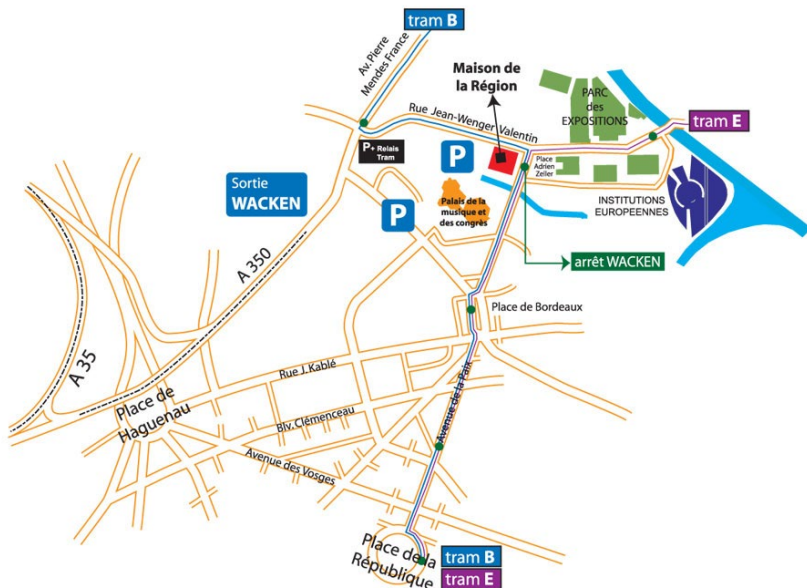 tram B
Av. Pierre
Mendes France
Maison de
la Région
Rue Jean-Wenger Valentin
PARC
des
EXPOSITIONS
tram E
P+ Relais
Tram
P
Place
Adrien
Zeller
Sortie
WACKEN
P
Palais de la
musique et
des congrès
INSTITUTIONS
EUROPEENNES
A 350
arrêt WACKEN
Place de Bordeaux
A 35
Rue J. Kablé
Place de
Haguenau
Blv. Clémenceau
Avenue de la Paix
Avenue des Vosges
Place de la
République
tram B
tram E